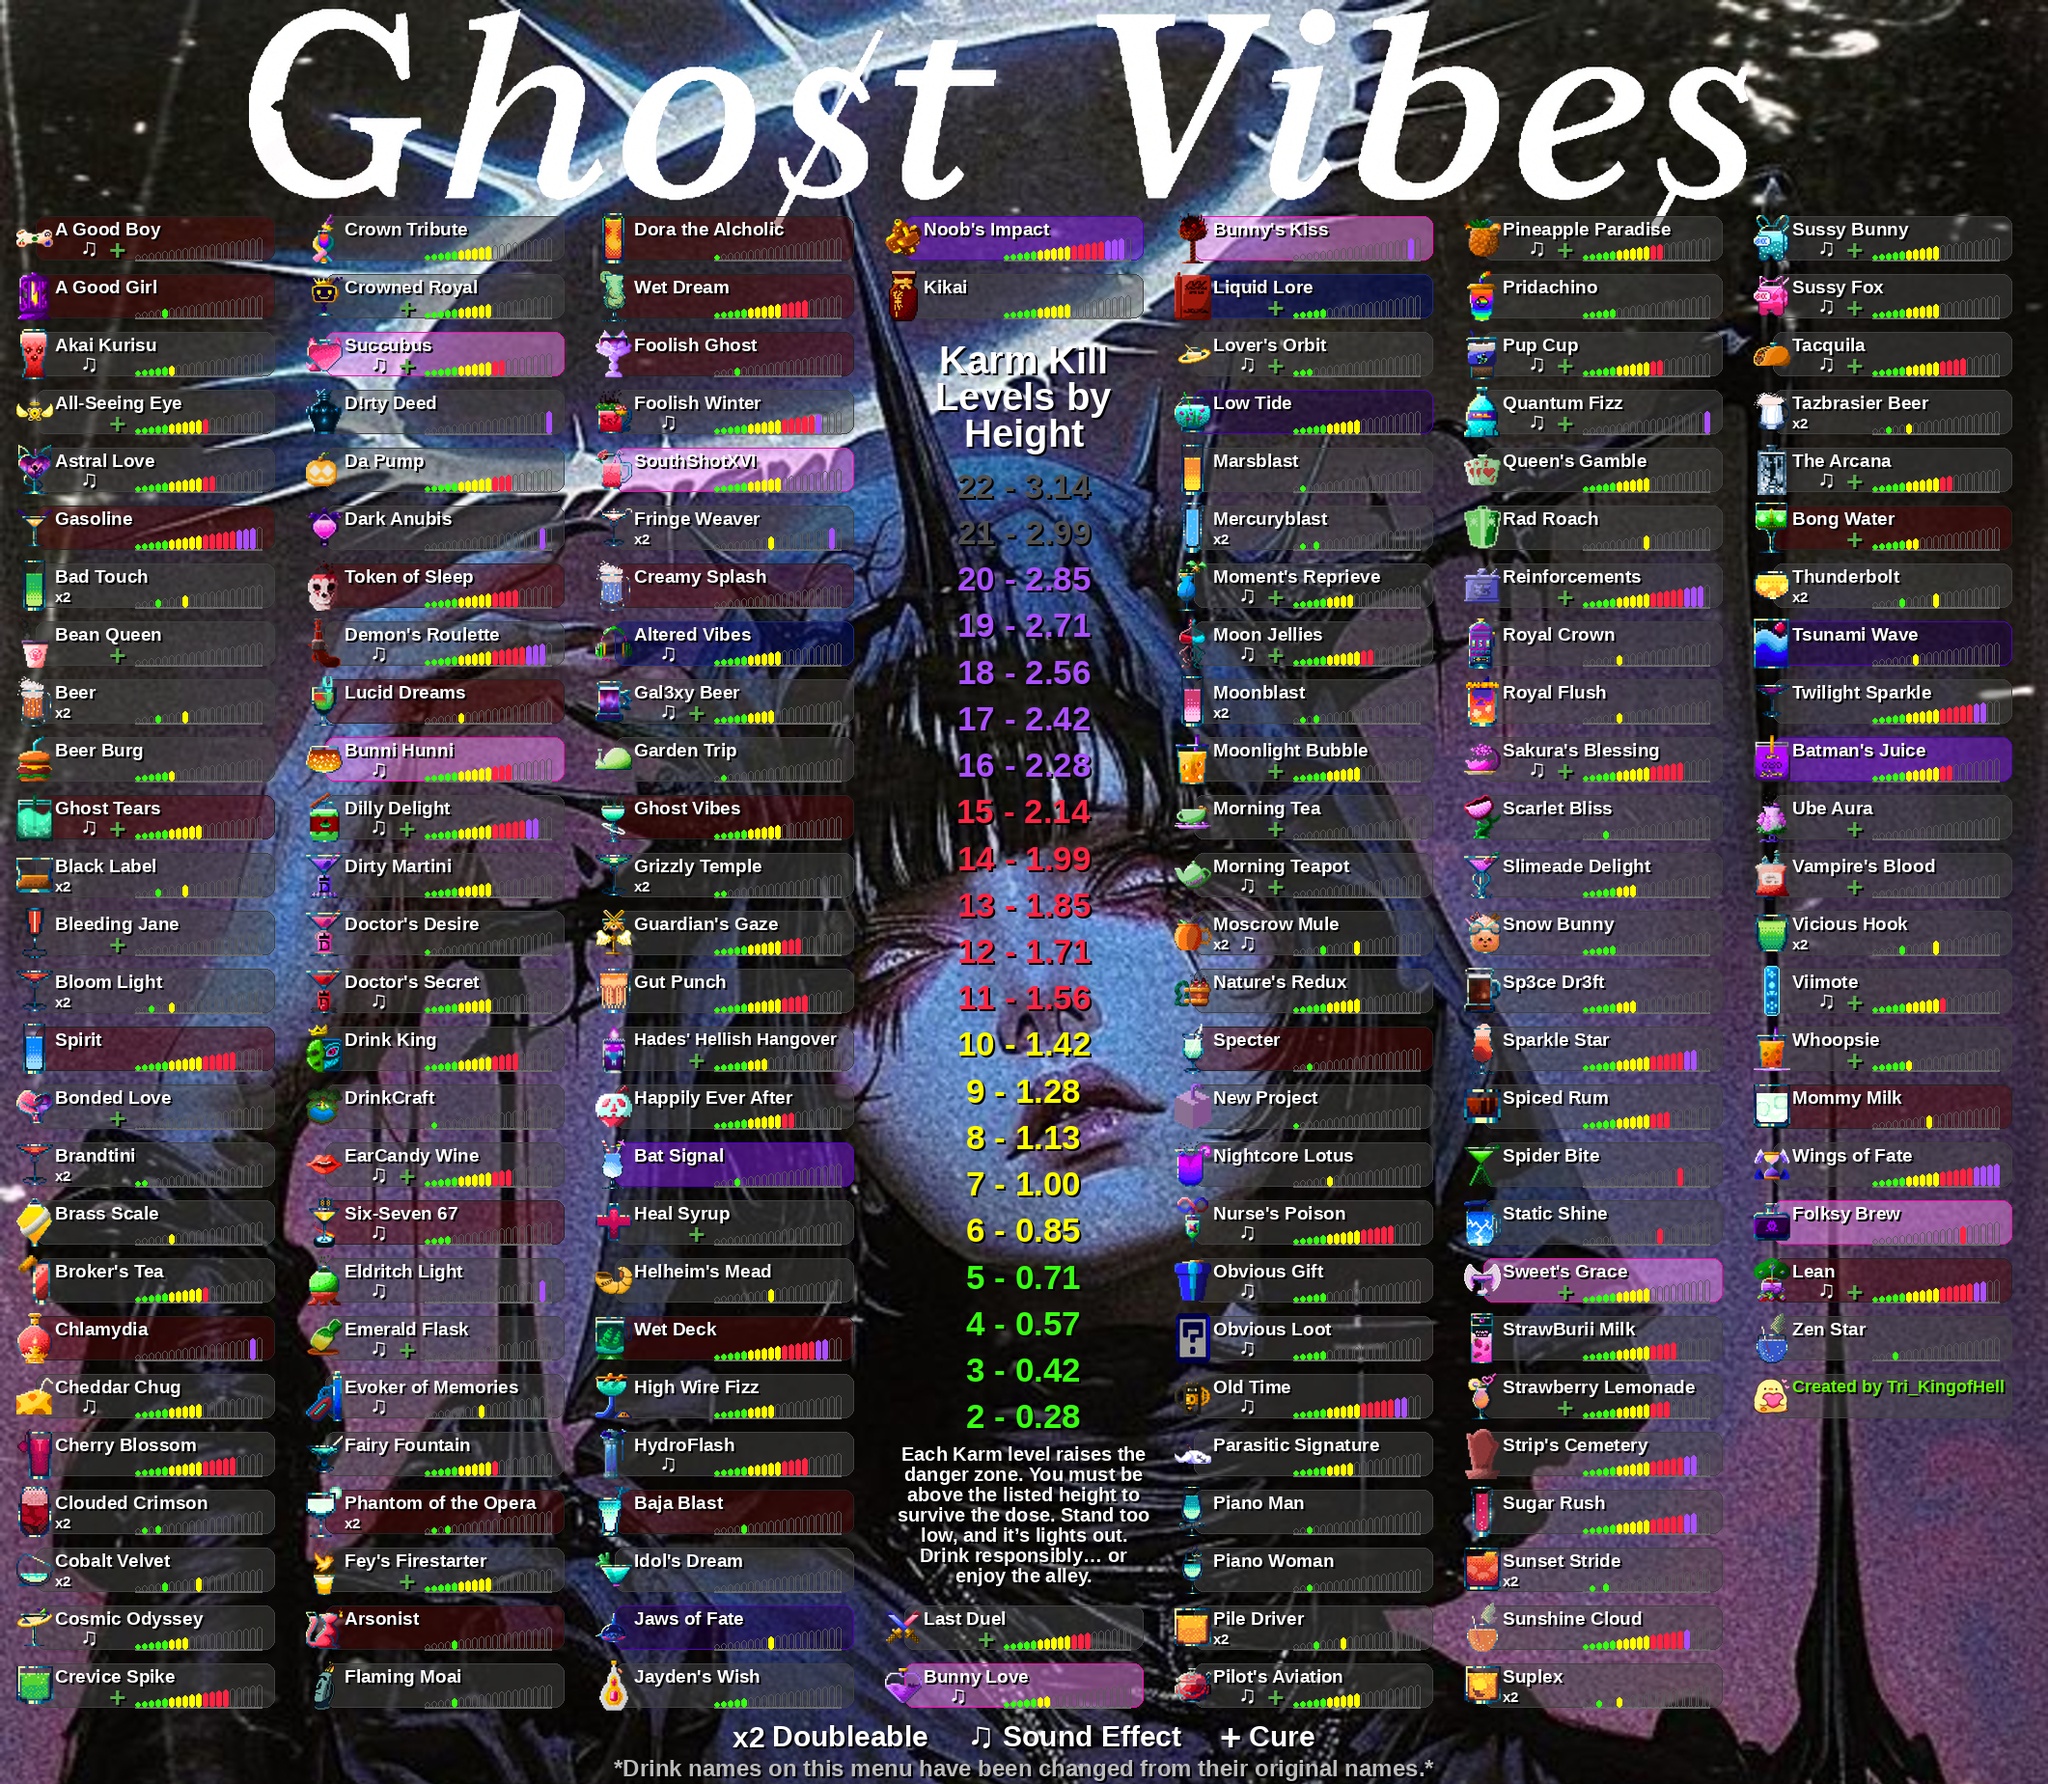 Ghost Vibes
A Good Boy
♫ +
A Good Girl
Akai Kurisu
♫
All-Seeing Eye
+
Astral Love
♫
Gasoline
Bad Touch
x2
Bean Queen
+
Beer
x2
Beer Burg
Ghost Tears
♫ +
Black Label
x2
Bleeding Jane
+
Bloom Light
x2
Spirit
Bonded Love
+
Brandtini
x2
Brass Scale
Broker's Tea
Chlamydia
Cheddar Chug
♫
Cherry Blossom
Clouded Crimson
x2
Cobalt Velvet
x2
Cosmic Odyssey
♫
Crevice Spike
+
Crown Tribute
Crowned Royal
+
Succubus
♫ +
Dirty Deed
Da Pump
Dark Anubis
Token of Sleep
Demon's Roulette
♫
Lucid Dreams
Bunni Hunni
♫
Dilly Delight
♫ +
Dirty Martini
Doctor's Desire
Doctor's Secret
♫
Drink King
DrinkCraft
EarCandy Wine
♫ +
Six-Seven 67
♫
Eldritch Light
♫
Emerald Flask
♫ +
Evoker of Memories
♫
Fairy Fountain
Phantom of the Opera
x2
Fey's Firestarter
+
Arsonist
Flaming Moai
Dora the Alcholic
Wet Dream
Foolish Ghost
Foolish Winter
♫
SouthShotXVI
Fringe Weaver
x2
Creamy Splash
Altered Vibes
♫
Gal3xy Beer
♫ +
Garden Trip
Ghost Vibes
Grizzly Temple
x2
Guardian's Gaze
Gut Punch
Hades' Hellish Hangover
+
Happily Ever After
Bat Signal
Heal Syrup
+
Helheim's Mead
Wet Deck
High Wire Fizz
HydroFlash
♫
Baja Blast
Idol's Dream
Jaws of Fate
Jayden's Wish
Noob's Impact
Kikai
Karm Kill
Levels by
Height
22 - 3.14
21 - 2.99
20 - 2.85
19 - 2.71
18 - 2.56
17 - 2.42
16 - 2.28
15 - 2.14
14 - 1.99
13 - 1.85
12 - 1.71
11 - 1.56
10 - 1.42
9 - 1.28
8 - 1.13
7 - 1.00
6 - 0.85
5 - 0.71
4 - 0.57
3 - 0.42
2 - 0.28
Each Karm level raises the
danger zone. You must be
above the listed height to
survive the dose. Stand too
low, and it's lights out.
Drink responsibly... or
enjoy the alley.
Last Duel
+
Bunny Love
♫
Bunny's Kiss
Liquid Lore
+
Lover's Orbit
♫ +
Low Tide
Marsblast
Mercuryblast
x2
Moment's Reprieve
♫ +
Moon Jellies
♫ +
Moonblast
x2
Moonlight Bubble
+
Morning Tea
+
Morning Teapot
♫ +
Moscrow Mule
x2 ♫
Nature's Redux
Specter
New Project
Nightcore Lotus
Nurse's Poison
♫
Obvious Gift
♫
Obvious Loot
♫
Old Time
♫
Parasitic Signature
Piano Man
Piano Woman
Pile Driver
x2
Pilot's Aviation
♫ +
Pineapple Paradise
♫ +
Pridachino
Pup Cup
♫ +
Quantum Fizz
♫ +
Queen's Gamble
Rad Roach
Reinforcements
+
Royal Crown
Royal Flush
Sakura's Blessing
♫ +
Scarlet Bliss
Slimeade Delight
Snow Bunny
Sp3ce Dr3ft
Sparkle Star
Spiced Rum
Spider Bite
Static Shine
Sweet's Grace
+
StrawBurii Milk
Strawberry Lemonade
+
Strip's Cemetery
Sugar Rush
Sunset Stride
x2
Sunshine Cloud
Suplex
x2
Sussy Bunny
♫ +
Sussy Fox
♫ +
Tacquila
♫ +
Tazbrasier Beer
x2
The Arcana
♫ +
Bong Water
+
Thunderbolt
x2
Tsunami Wave
Twilight Sparkle
Batman's Juice
Ube Aura
+
Vampire's Blood
+
Vicious Hook
x2
Viimote
♫ +
Whoopsie
+
Mommy Milk
Wings of Fate
Folksy Brew
Lean
♫ +
Zen Star
Created by Tri_KingofHell
x2 Doubleable ♫ Sound Effect + Cure
*Drink names on this menu have been changed from their original names.*